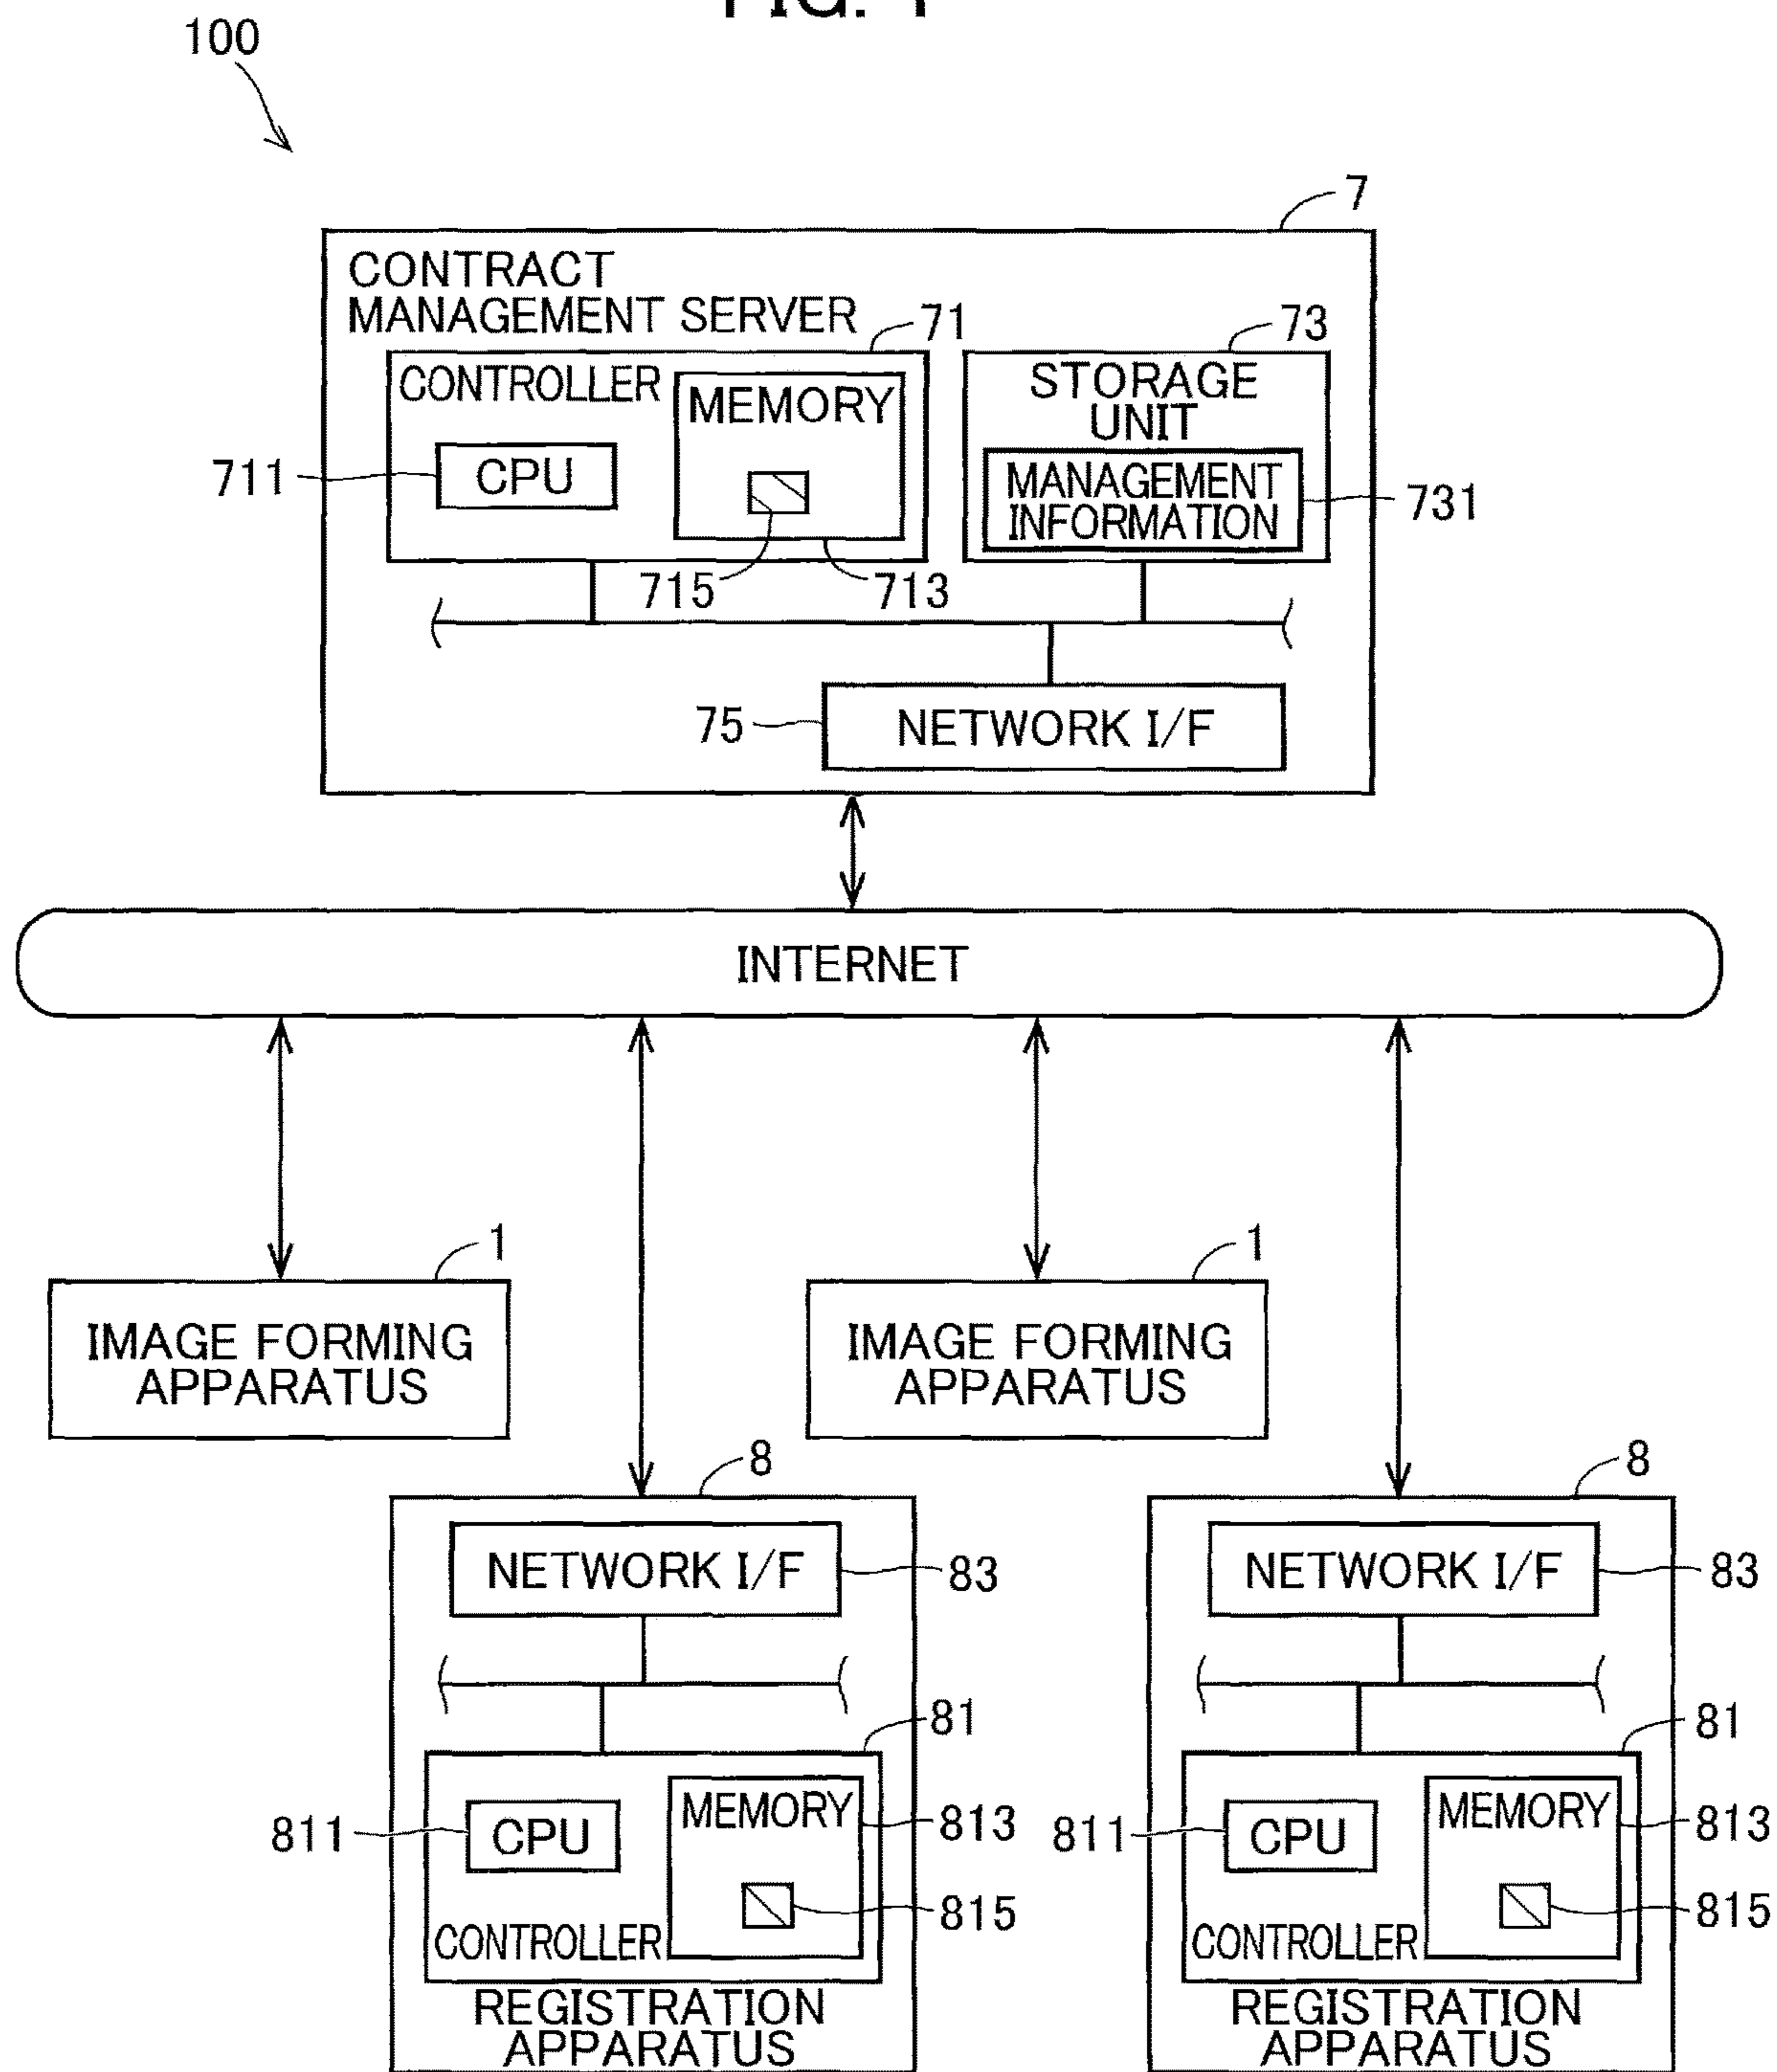 100
7
CONTRACT
MANAGEMENT SERVER
71
73
CONTROLLER
MEMORY
STORAGE
UNIT
711
CPU
MANAGEMENT
INFORMATION
731
715
713
75
NETWORK I/F
INTERNET
1
1
IMAGE FORMING
APPARATUS
IMAGE FORMING
APPARATUS
8
8
NETWORK I/F
83
NETWORK I/F
83
81
81
811
CPU
MEMORY
813
811
CPU
MEMORY
813
815
815
CONTROLLER
CONTROLLER
REGISTRATION
APPARATUS
REGISTRATION
APPARATUS